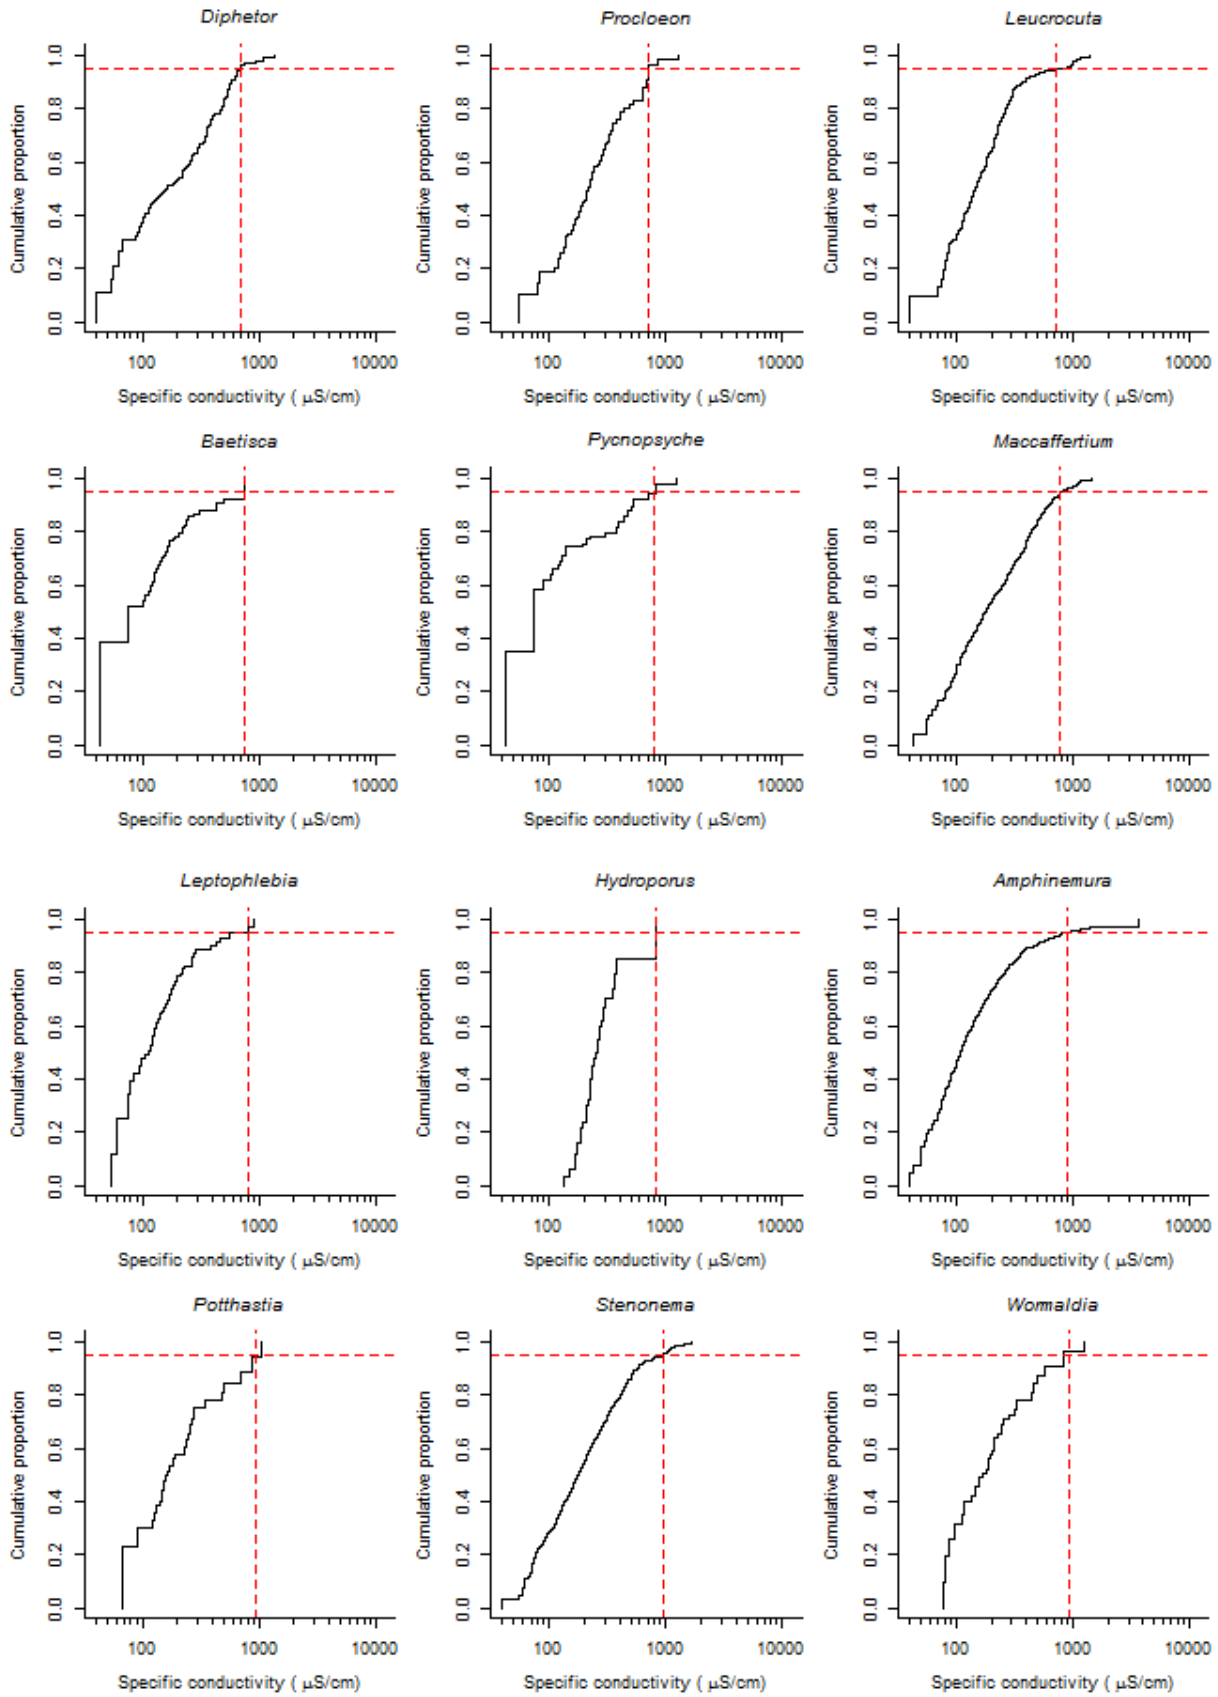 Diphetor Procloeon Leucrocuta
Cumulative proportion 0.0 0.2 0.4 0.6 0.8 1.0 Cumulative proportion 0.0 0.2 0.4 0.6 0.8 1.0 Cumulative proportion 0.0 0.2 0.4 0.6 0.8 1.0
100 1000 10000 100 1000 10000 100 1000 10000
Specific conductivity ( μS/cm) Specific conductivity ( μS/cm) Specific conductivity ( μS/cm)
Baetisca Pycnopsyche Maccaffertium
Cumulative proportion 0.0 0.2 0.4 0.6 0.8 1.0 Cumulative proportion 0.0 0.2 0.4 0.6 0.8 1.0 Cumulative proportion 0.0 0.2 0.4 0.6 0.8 1.0
100 1000 10000 100 1000 10000 100 1000 10000
Specific conductivity ( μS/cm) Specific conductivity ( μS/cm) Specific conductivity ( μS/cm)
Leptophlebia Hydroporus Amphinemura
Cumulative proportion 0.0 0.2 0.4 0.6 0.8 1.0 Cumulative proportion 0.0 0.2 0.4 0.6 0.8 1.0 Cumulative proportion 0.0 0.2 0.4 0.6 0.8 1.0
100 1000 10000 100 1000 10000 100 1000 10000
Specific conductivity ( μS/cm) Specific conductivity ( μS/cm) Specific conductivity ( μS/cm)
Potthastia Stenonema Wormaldia
Cumulative proportion 0.0 0.2 0.4 0.6 0.8 1.0 Cumulative proportion 0.0 0.2 0.4 0.6 0.8 1.0 Cumulative proportion 0.0 0.2 0.4 0.6 0.8 1.0
100 1000 10000 100 1000 10000 100 1000 10000
Specific conductivity ( μS/cm) Specific conductivity ( μS/cm) Specific conductivity ( μS/cm)